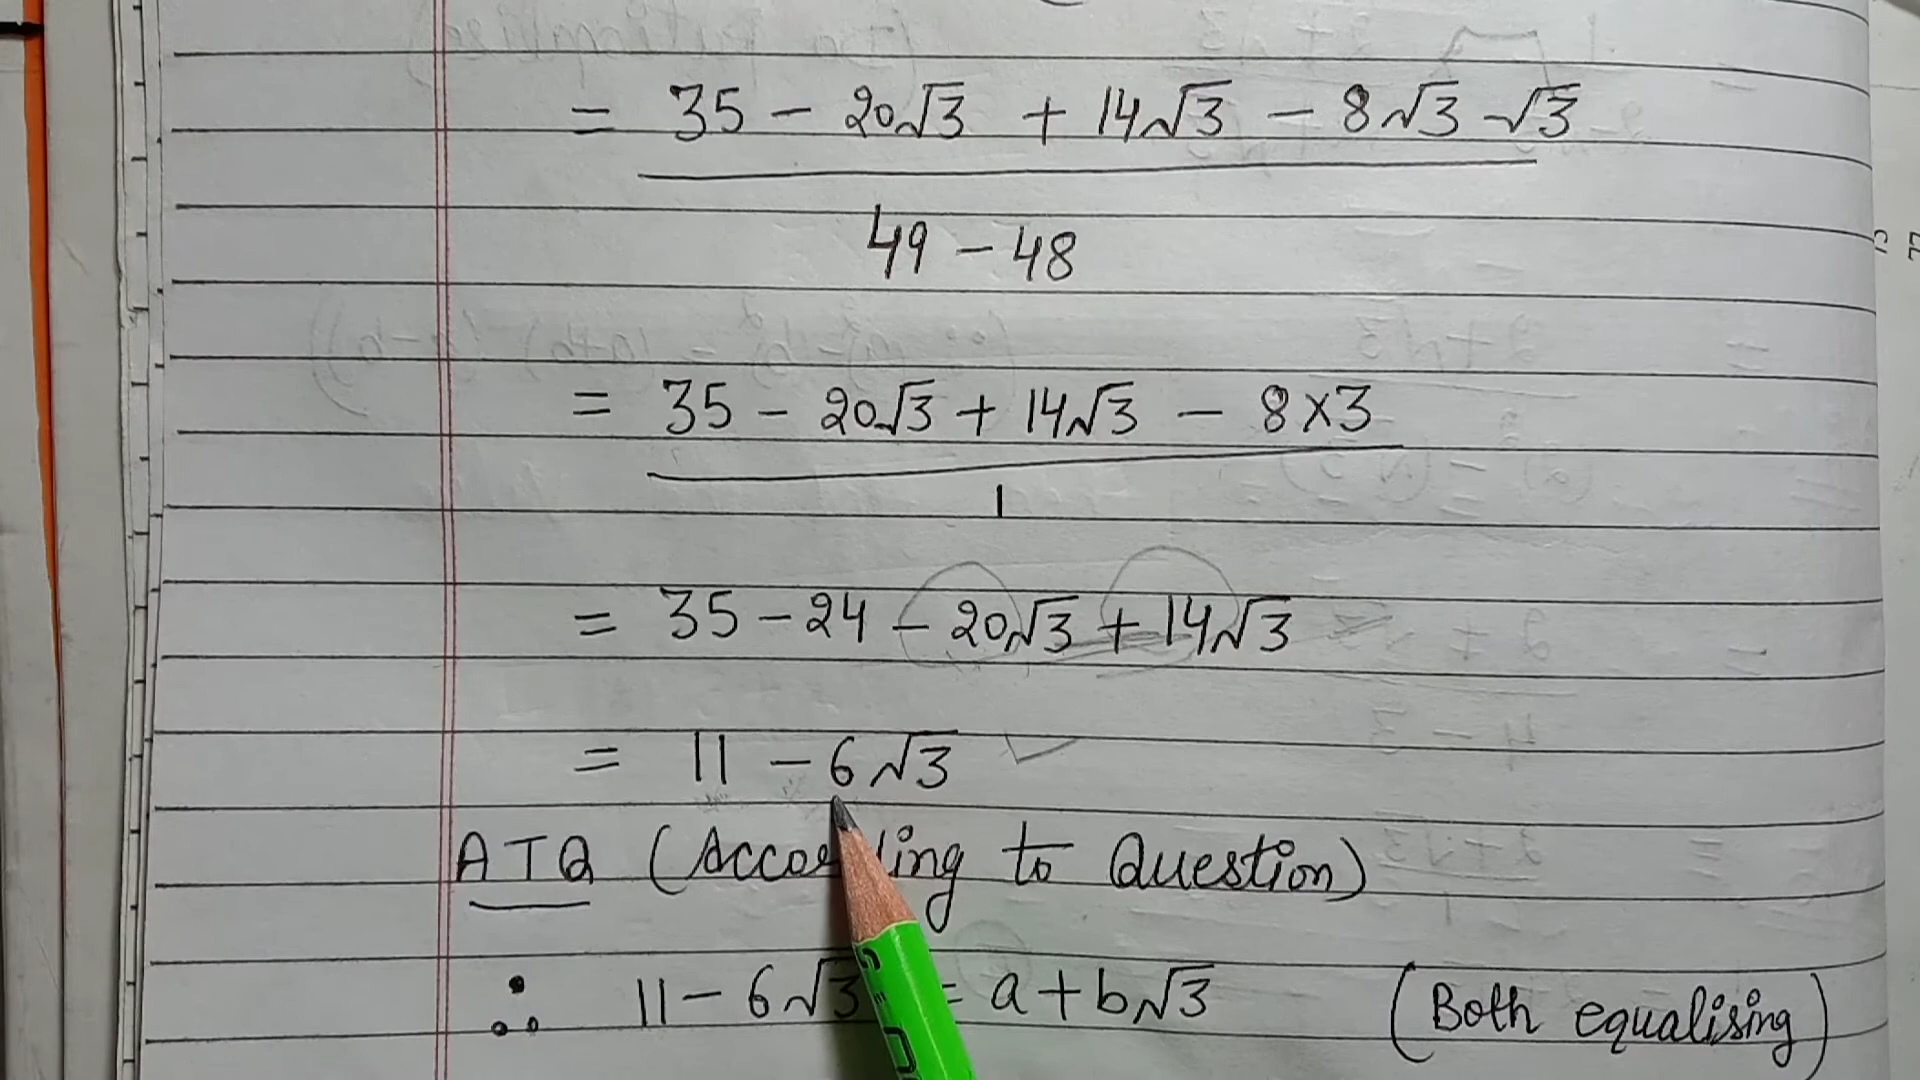 = 35 - 20√3 + 14√3 - 8√3 √3
49 - 48
= 35 - 20√3 + 14√3 - 8×3
1
= 35 - 24 - 20√3 + 14√3
= 11 - 6√3 ✓
ATQ (According to Question)
∴ 11 - 6√3 = a + b√3 (Both equalising)